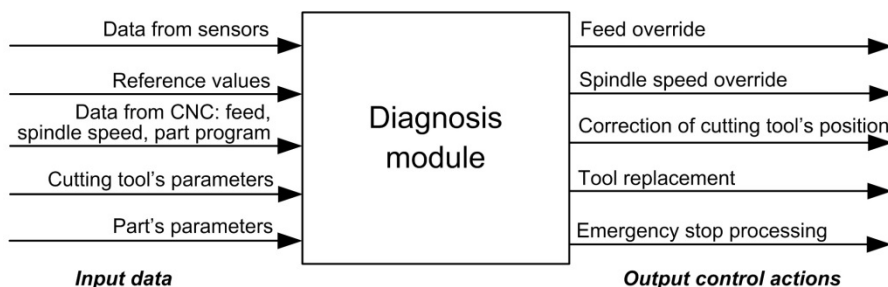 Data from sensors
Reference values
Data from CNC: feed,
spindle speed, part program
Cutting tool's parameters
Part's parameters
Input data
Diagnosis
module
Feed override
Spindle speed override
Correction of cutting tool's position
Tool replacement
Emergency stop processing
Output control actions